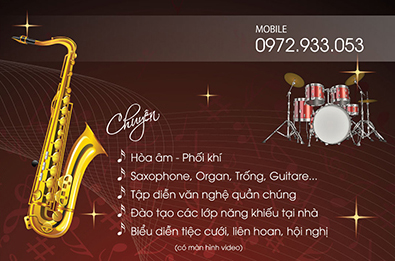 MOBILE
0972.933.053
Chuyên
Hòa âm - Phối khí
Saxophone, Organ, Trống, Guitare...
Tập diễn văn nghệ quần chúng
Đào tạo các lớp năng khiếu tại nhà
Biểu diễn tiệc cưới, liên hoan, hội nghị
(có màn hình video)